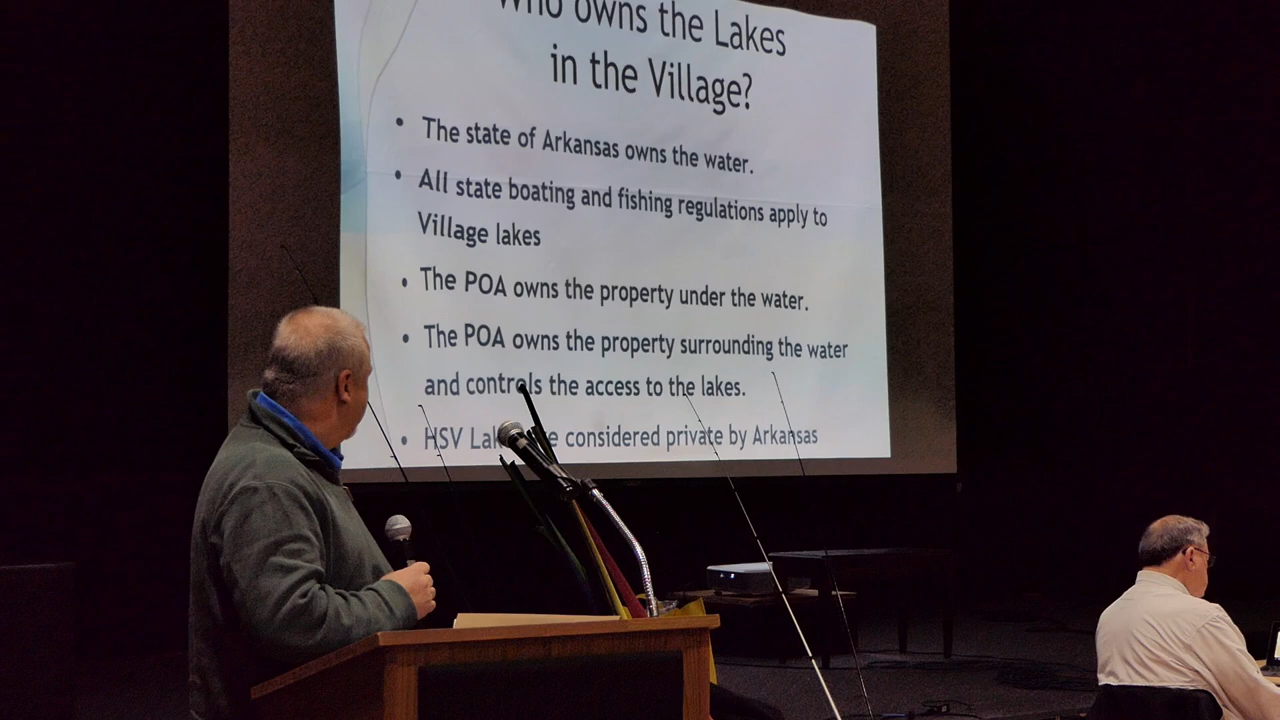 Who owns the Lakes
in the Village?
• The state of Arkansas owns the water.
• All state boating and fishing regulations apply to
Village lakes
• The POA owns the property under the water.
• The POA owns the property surrounding the water
and controls the access to the lakes.
• HSV considered private by Arkansas